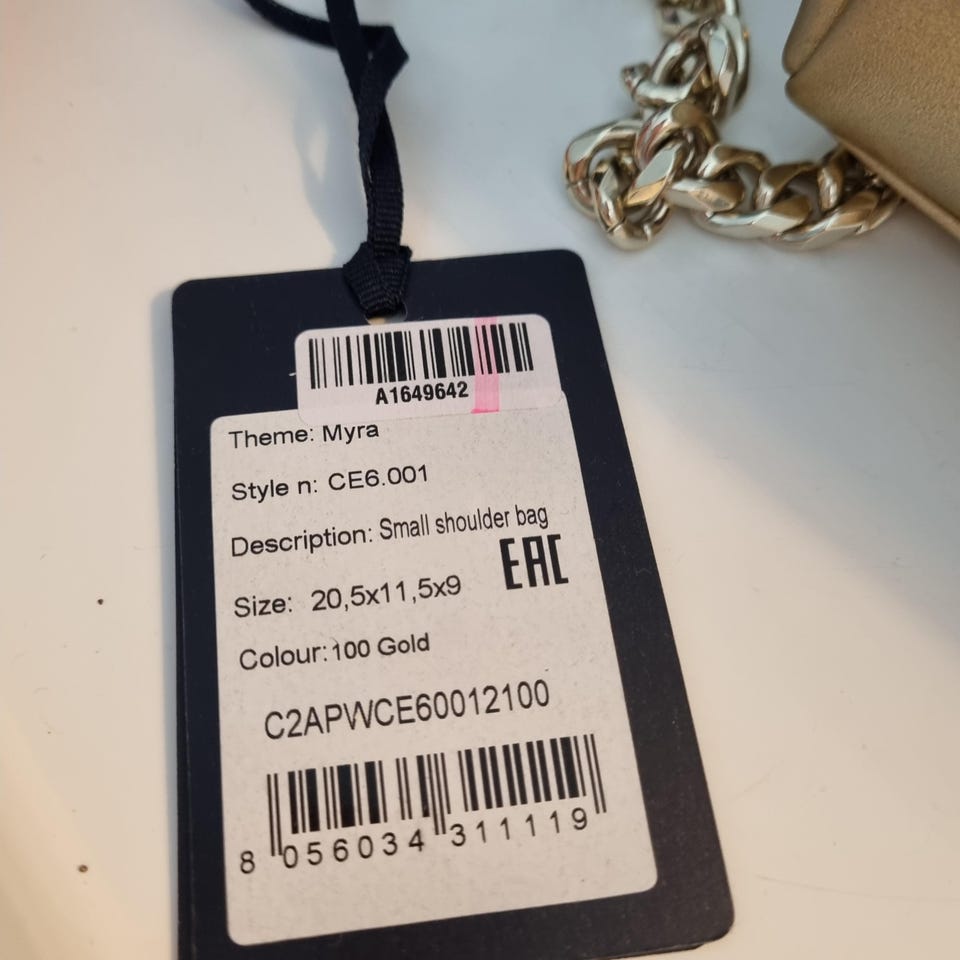 A1649642
Theme: Myra
Style n: CE6.001
Description: Small shoulder bag
EAC
Size: 20,5x11,5x9
Colour: 100 Gold
C2APWCE60012100
8 056034 311119